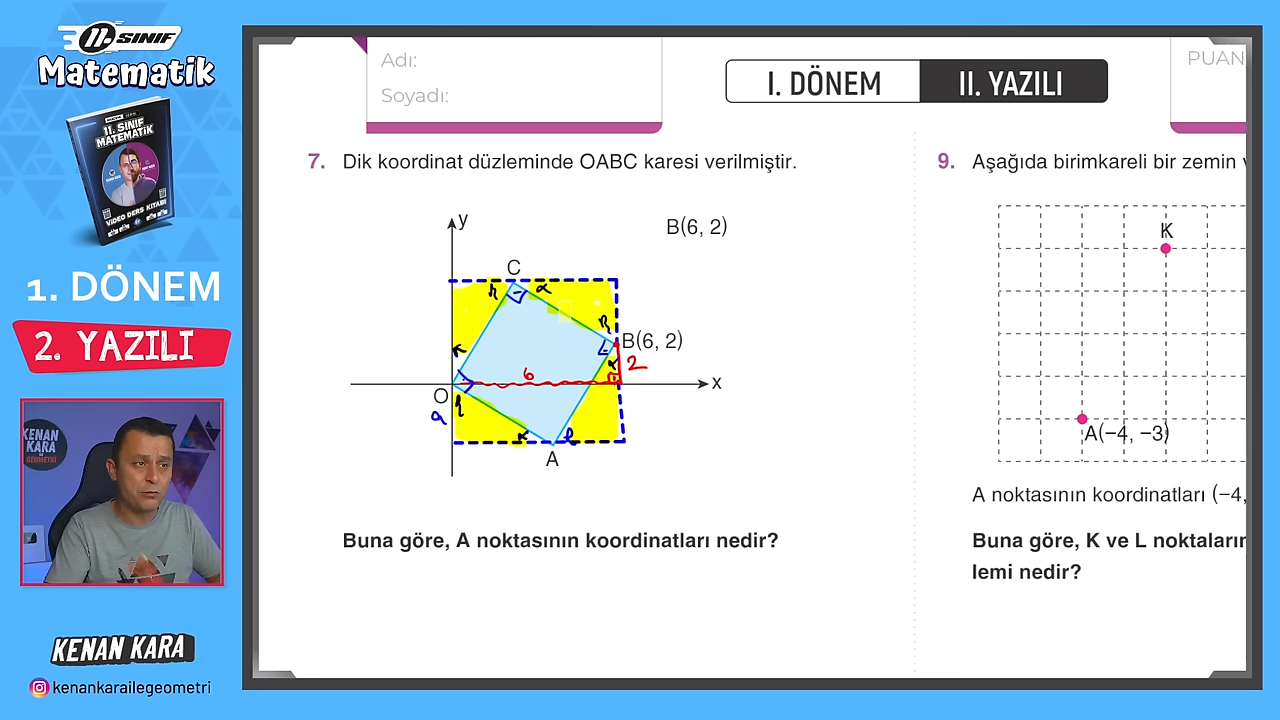 11. SINIF
Matematik
11. SINIF
MATEMATİK
VİDEO DERS KİTABI
1. DÖNEM
2. YAZILI
KENAN
KARA
GEOMETRİ
KENAN KARA
kenankarailegeometri
Adı:
Soyadı:
I. DÖNEM II. YAZILI
PUAN
7. Dik koordinat düzleminde OABC karesi verilmiştir.
B(6, 2)
y
C
α
B(6, 2)
2
6
x
O
a
A
Buna göre, A noktasının koordinatları nedir?
9. Aşağıda birimkareli bir zemin v
K
A(−4, −3)
A noktasının koordinatları (−4,
Buna göre, K ve L noktaların
lemi nedir?